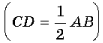 (CD = 1/2 AB)